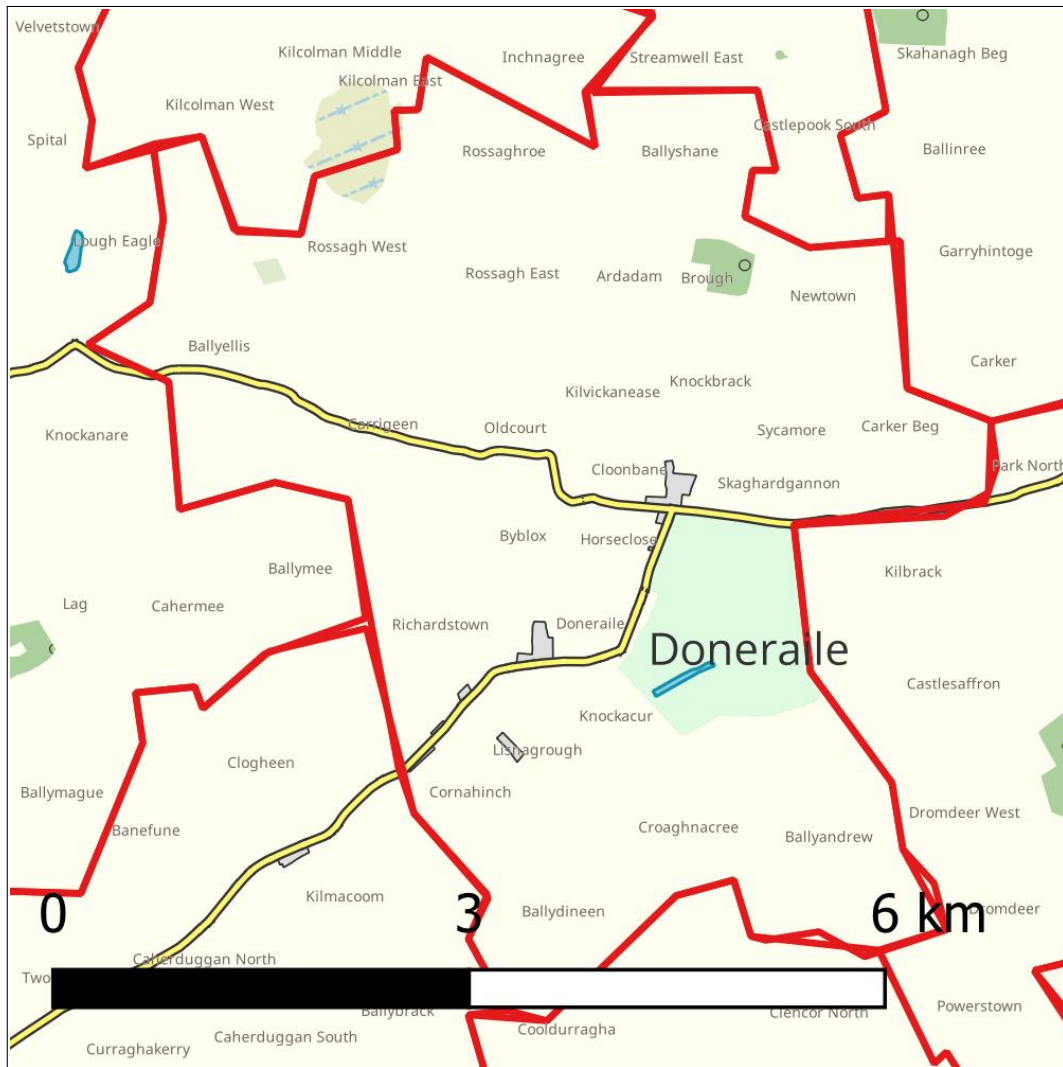 Velvetstown
Kilcolman Middle
Inchnagree
Streamwell East
Skahanagh Beg
Kilcolman East
Kilcolman West
Castlepook South
Spital
Rossaghroe
Ballyshane
Ballinree
Lough Eagle
Rossagh West
Garryhintoge
Rossagh East
Ardadam
Brough
Newtown
Ballyellis
Carker
Kilvickanease
Knockbrack
Knockanare
Carrigeen
Oldcourt
Sycamore
Carker Beg
Cloonbane
Skaghardgannon
Park North
Byblox
Horseclose
Ballymee
Kilbrack
Lag
Cahermee
Richardstown
Doneraile
Doneraile
Castlesaffron
Knockacur
Clogheen
Lisnagrough
Ballymague
Cornahinch
Banefune
Croaghnacree
Ballyandrew
Dromdeer West
Kilmacoom
Ballydineen
Dromdeer
0 3 6 km
Caherduggan North
Two
Ballybrack
Clencor North
Powerstown
Caherduggan South
Cooldurragha
Curraghakerry